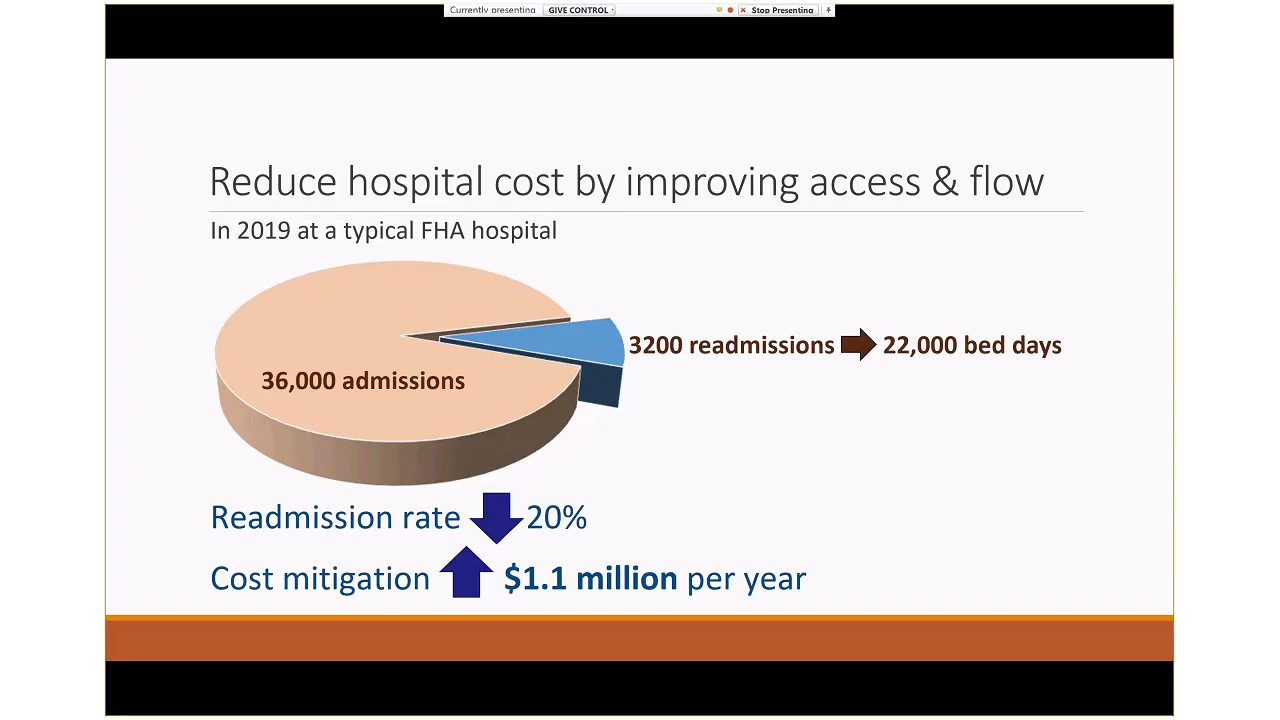 Currently presenting GIVE CONTROL Stop Presenting
Reduce hospital cost by improving access & flow
In 2019 at a typical FHA hospital
3200 readmissions 22,000 bed days
36,000 admissions
Readmission rate 20%
Cost mitigation $1.1 million per year